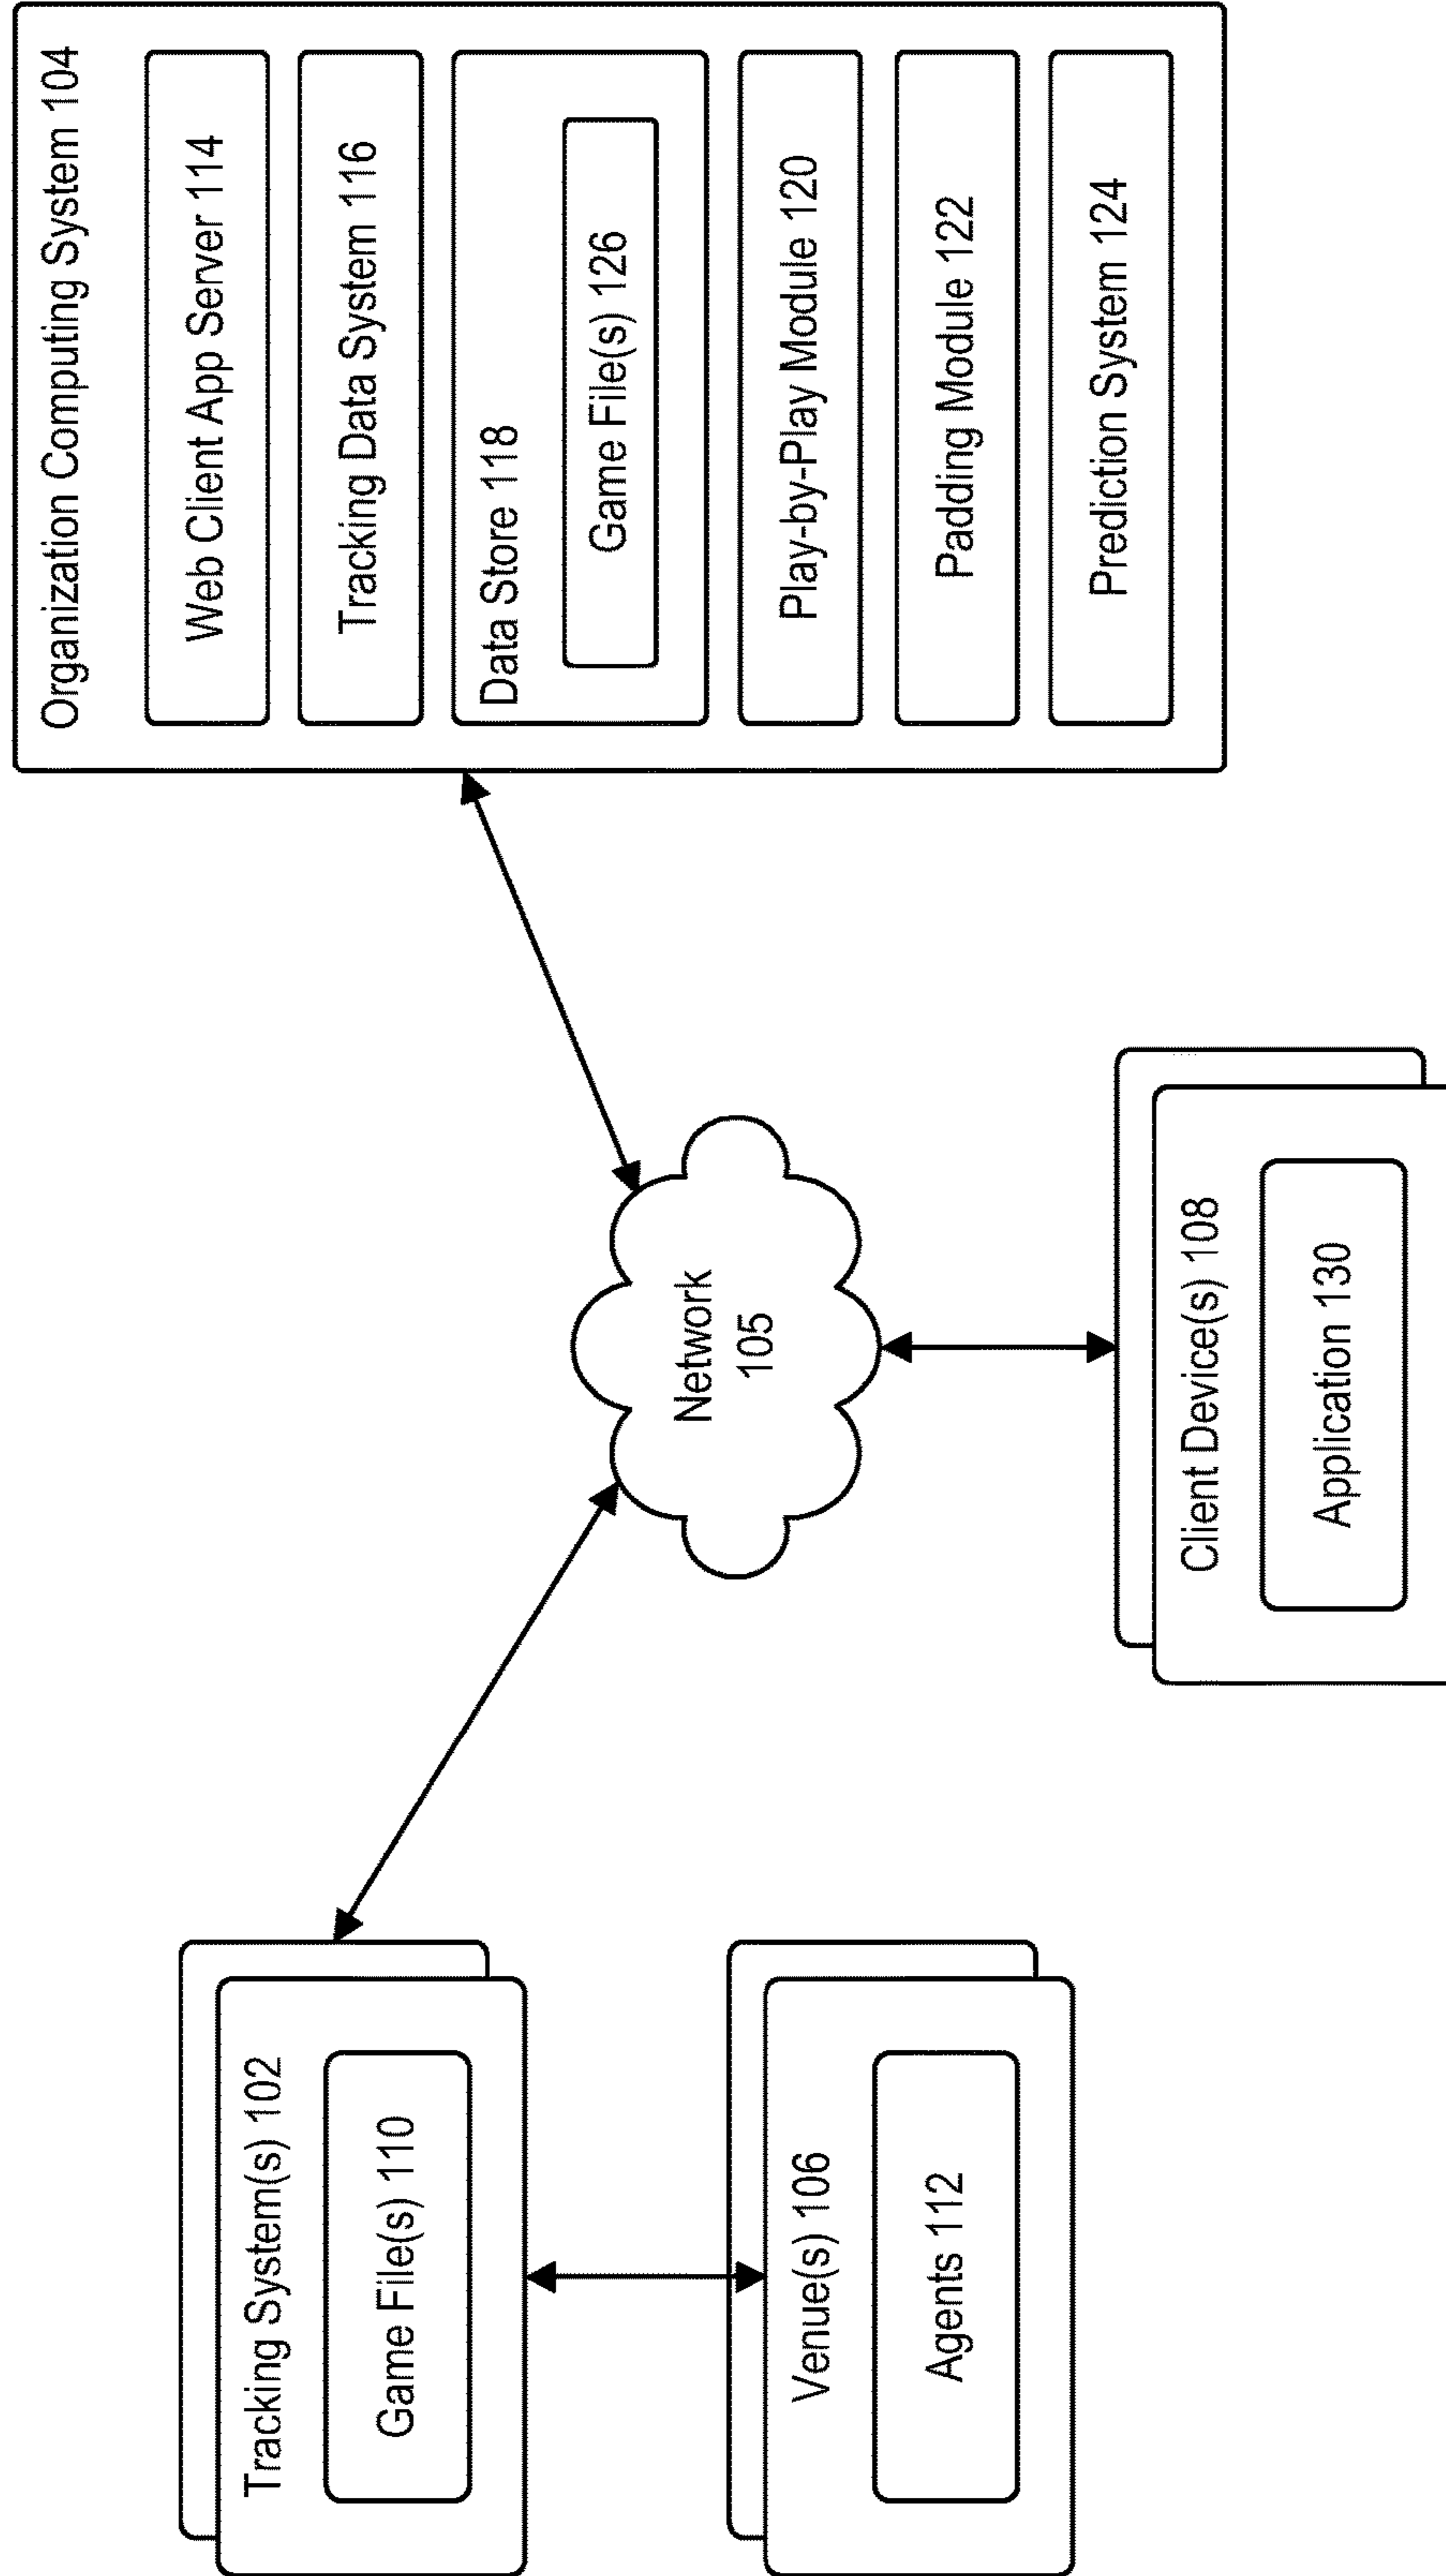 Tracking System(s) 102
Game File(s) 110
Venue(s) 106
Agents 112
Network
105
Client Device(s) 108
Application 130
Organization Computing System 104
Web Client App Server 114
Tracking Data System 116
Data Store 118
Game File(s) 126
Play-by-Play Module 120
Padding Module 122
Prediction System 124